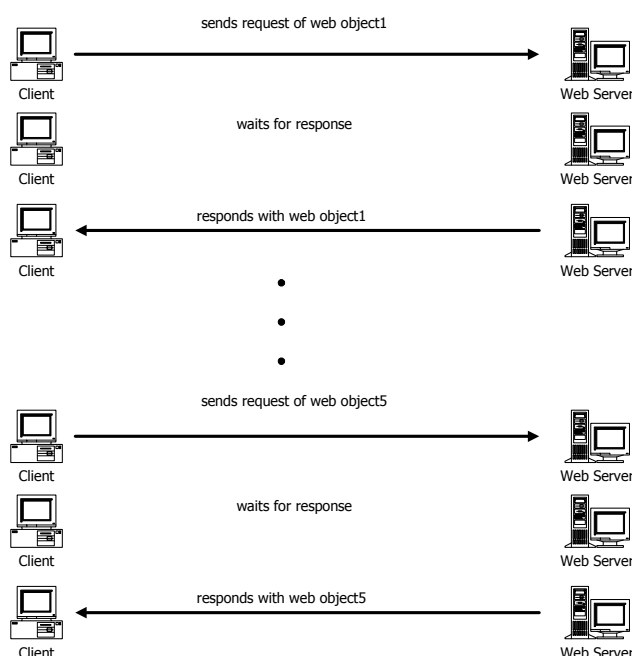 sends request of web object1
Client
Web Server
waits for response
Client
Web Server
responds with web object1
Client
Web Server
sends request of web object5
Client
Web Server
waits for response
Client
Web Server
responds with web object5
Client
Web Server